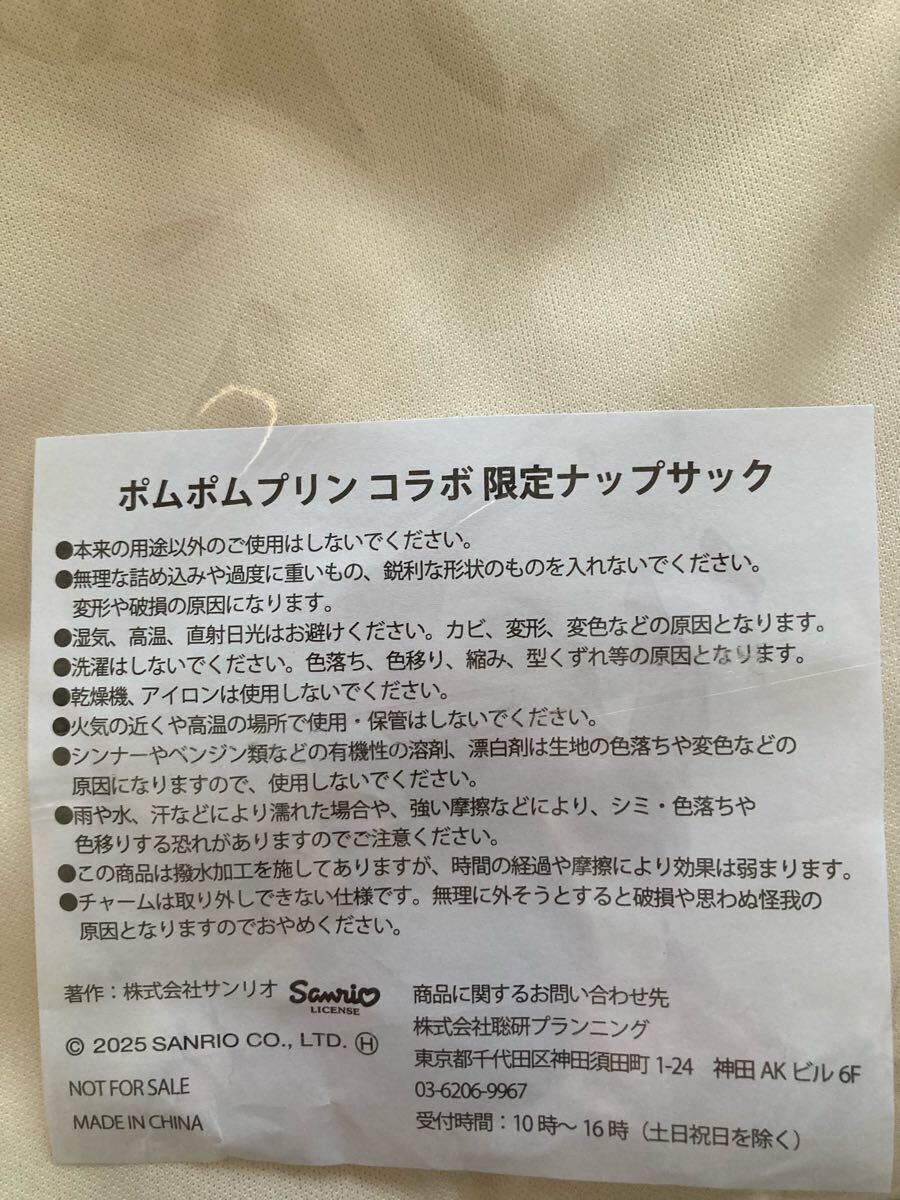 ポムポムプリン コラボ 限定ナップサック
●本来の用途以外のご使用はしないでください。
●無理な詰め込みや過度に重いもの、鋭利な形状のものを入れないでください。
変形や破損の原因になります。
●湿気、高温、直射日光はお避けください。カビ、変形、変色などの原因となります。
●洗濯はしないでください。色落ち、色移り、縮み、型くずれ等の原因となります。
●乾燥機、アイロンは使用しないでください。
●火気の近くや高温の場所で使用・保管はしないでください。
●シンナーやベンジン類などの有機性の溶剤、漂白剤は生地の色落ちや変色などの
原因になりますので、使用しないでください。
●雨や水、汗などにより濡れた場合や、強い摩擦などにより、シミ・色落ちや
色移りする恐れがありますのでご注意ください。
●この商品は撥水加工を施してありますが、時間の経過や摩擦により効果は弱まります。
●チャームは取り外しできない仕様です。無理に外そうとすると破損や思わぬ怪我の
原因となりますのでおやめください。
著作：株式会社サンリオ Sanrio
LICENSE
© 2025 SANRIO CO., LTD. Ⓗ
NOT FOR SALE
MADE IN CHINA
商品に関するお問い合わせ先
株式会社聡研プランニング
東京都千代田区神田須田町 1-24 神田 AK ビル 6F
03-6206-9967
受付時間：10 時～ 16 時（土日祝日を除く）